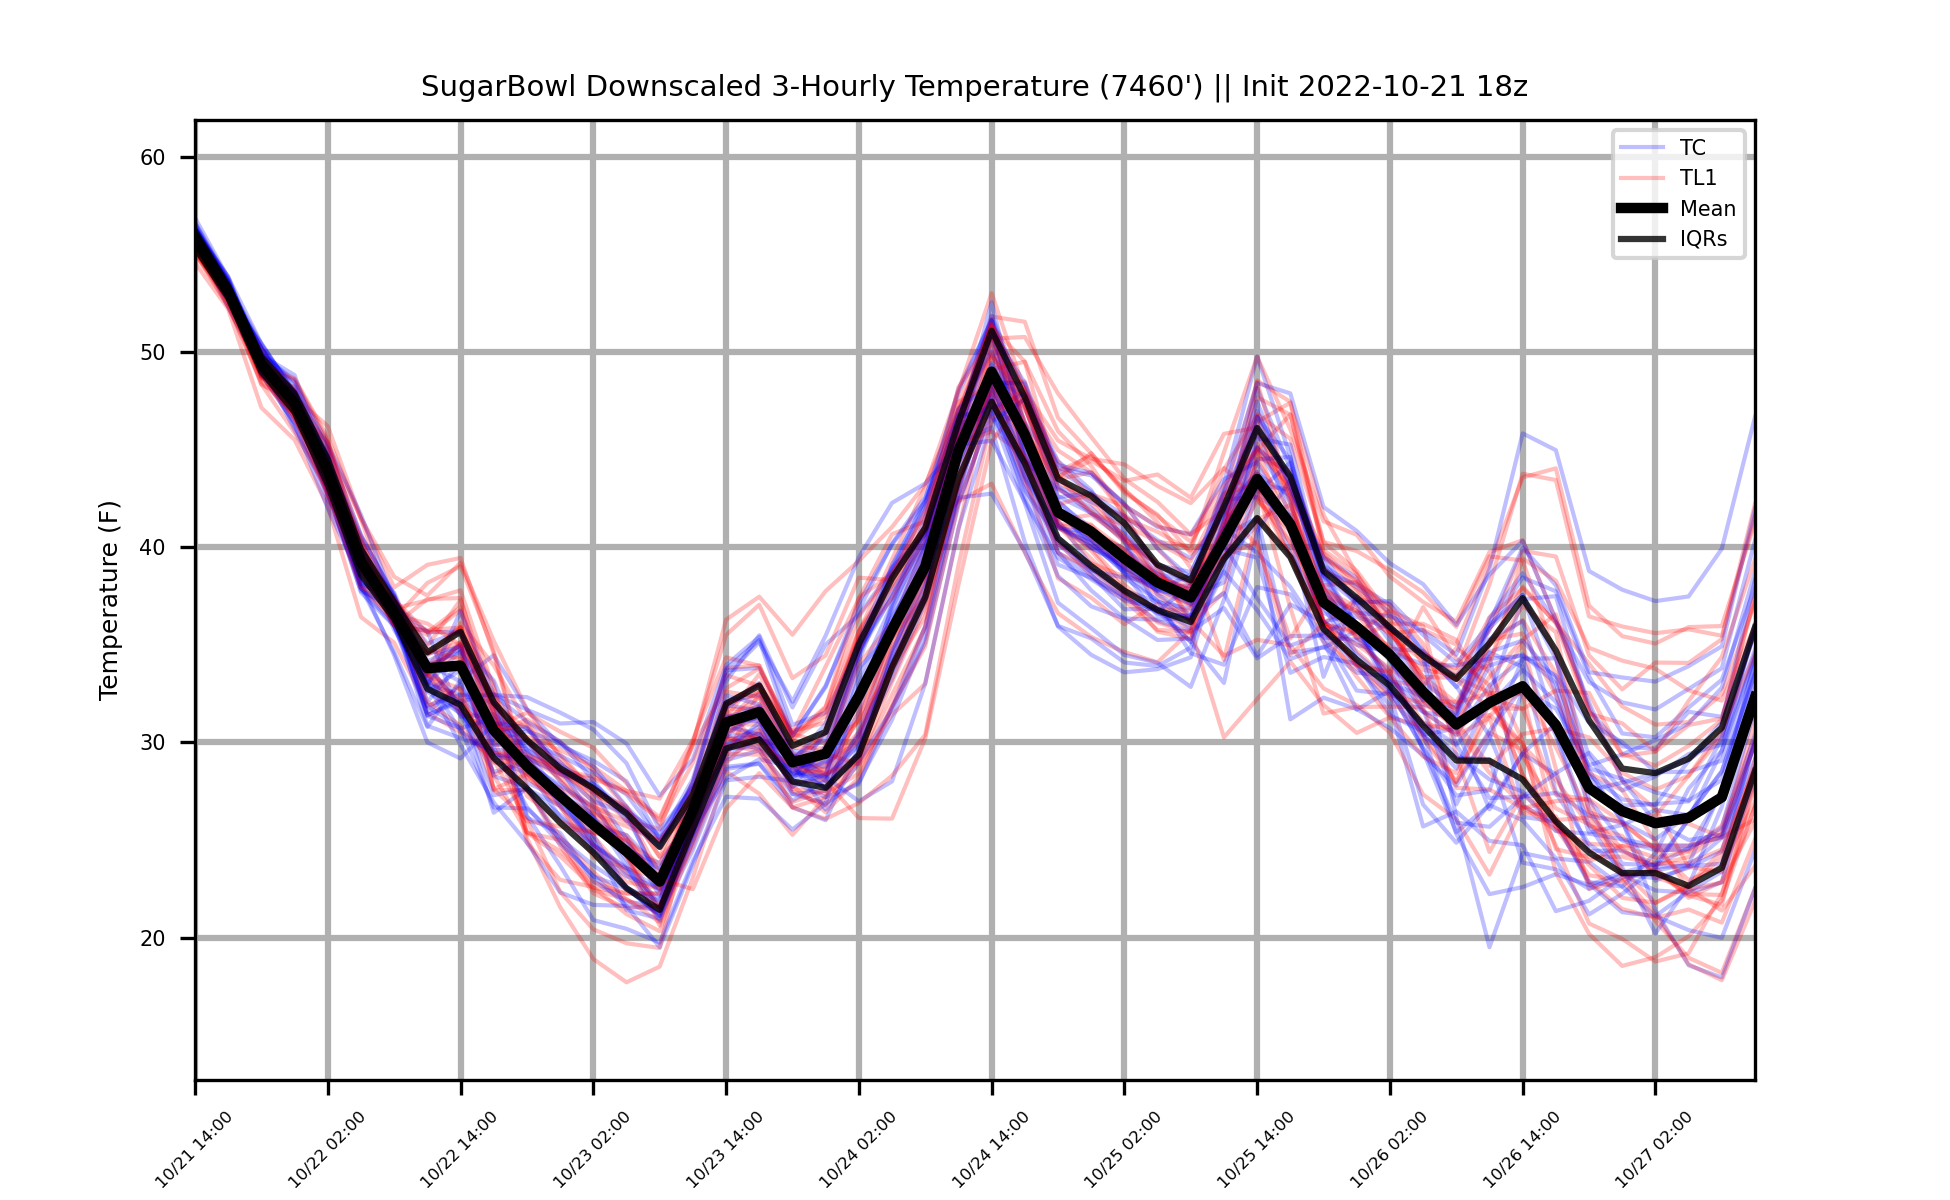 SugarBowl Downscaled 3-Hourly Temperature (7460') || Init 2022-10-21 18z
TC
TL1
Mean
IQRs
Temperature (F)
60
50
40
30
20
10/21 14:00
10/22 02:00
10/22 14:00
10/23 02:00
10/23 14:00
10/24 02:00
10/24 14:00
10/25 02:00
10/25 14:00
10/26 02:00
10/26 14:00
10/27 02:00